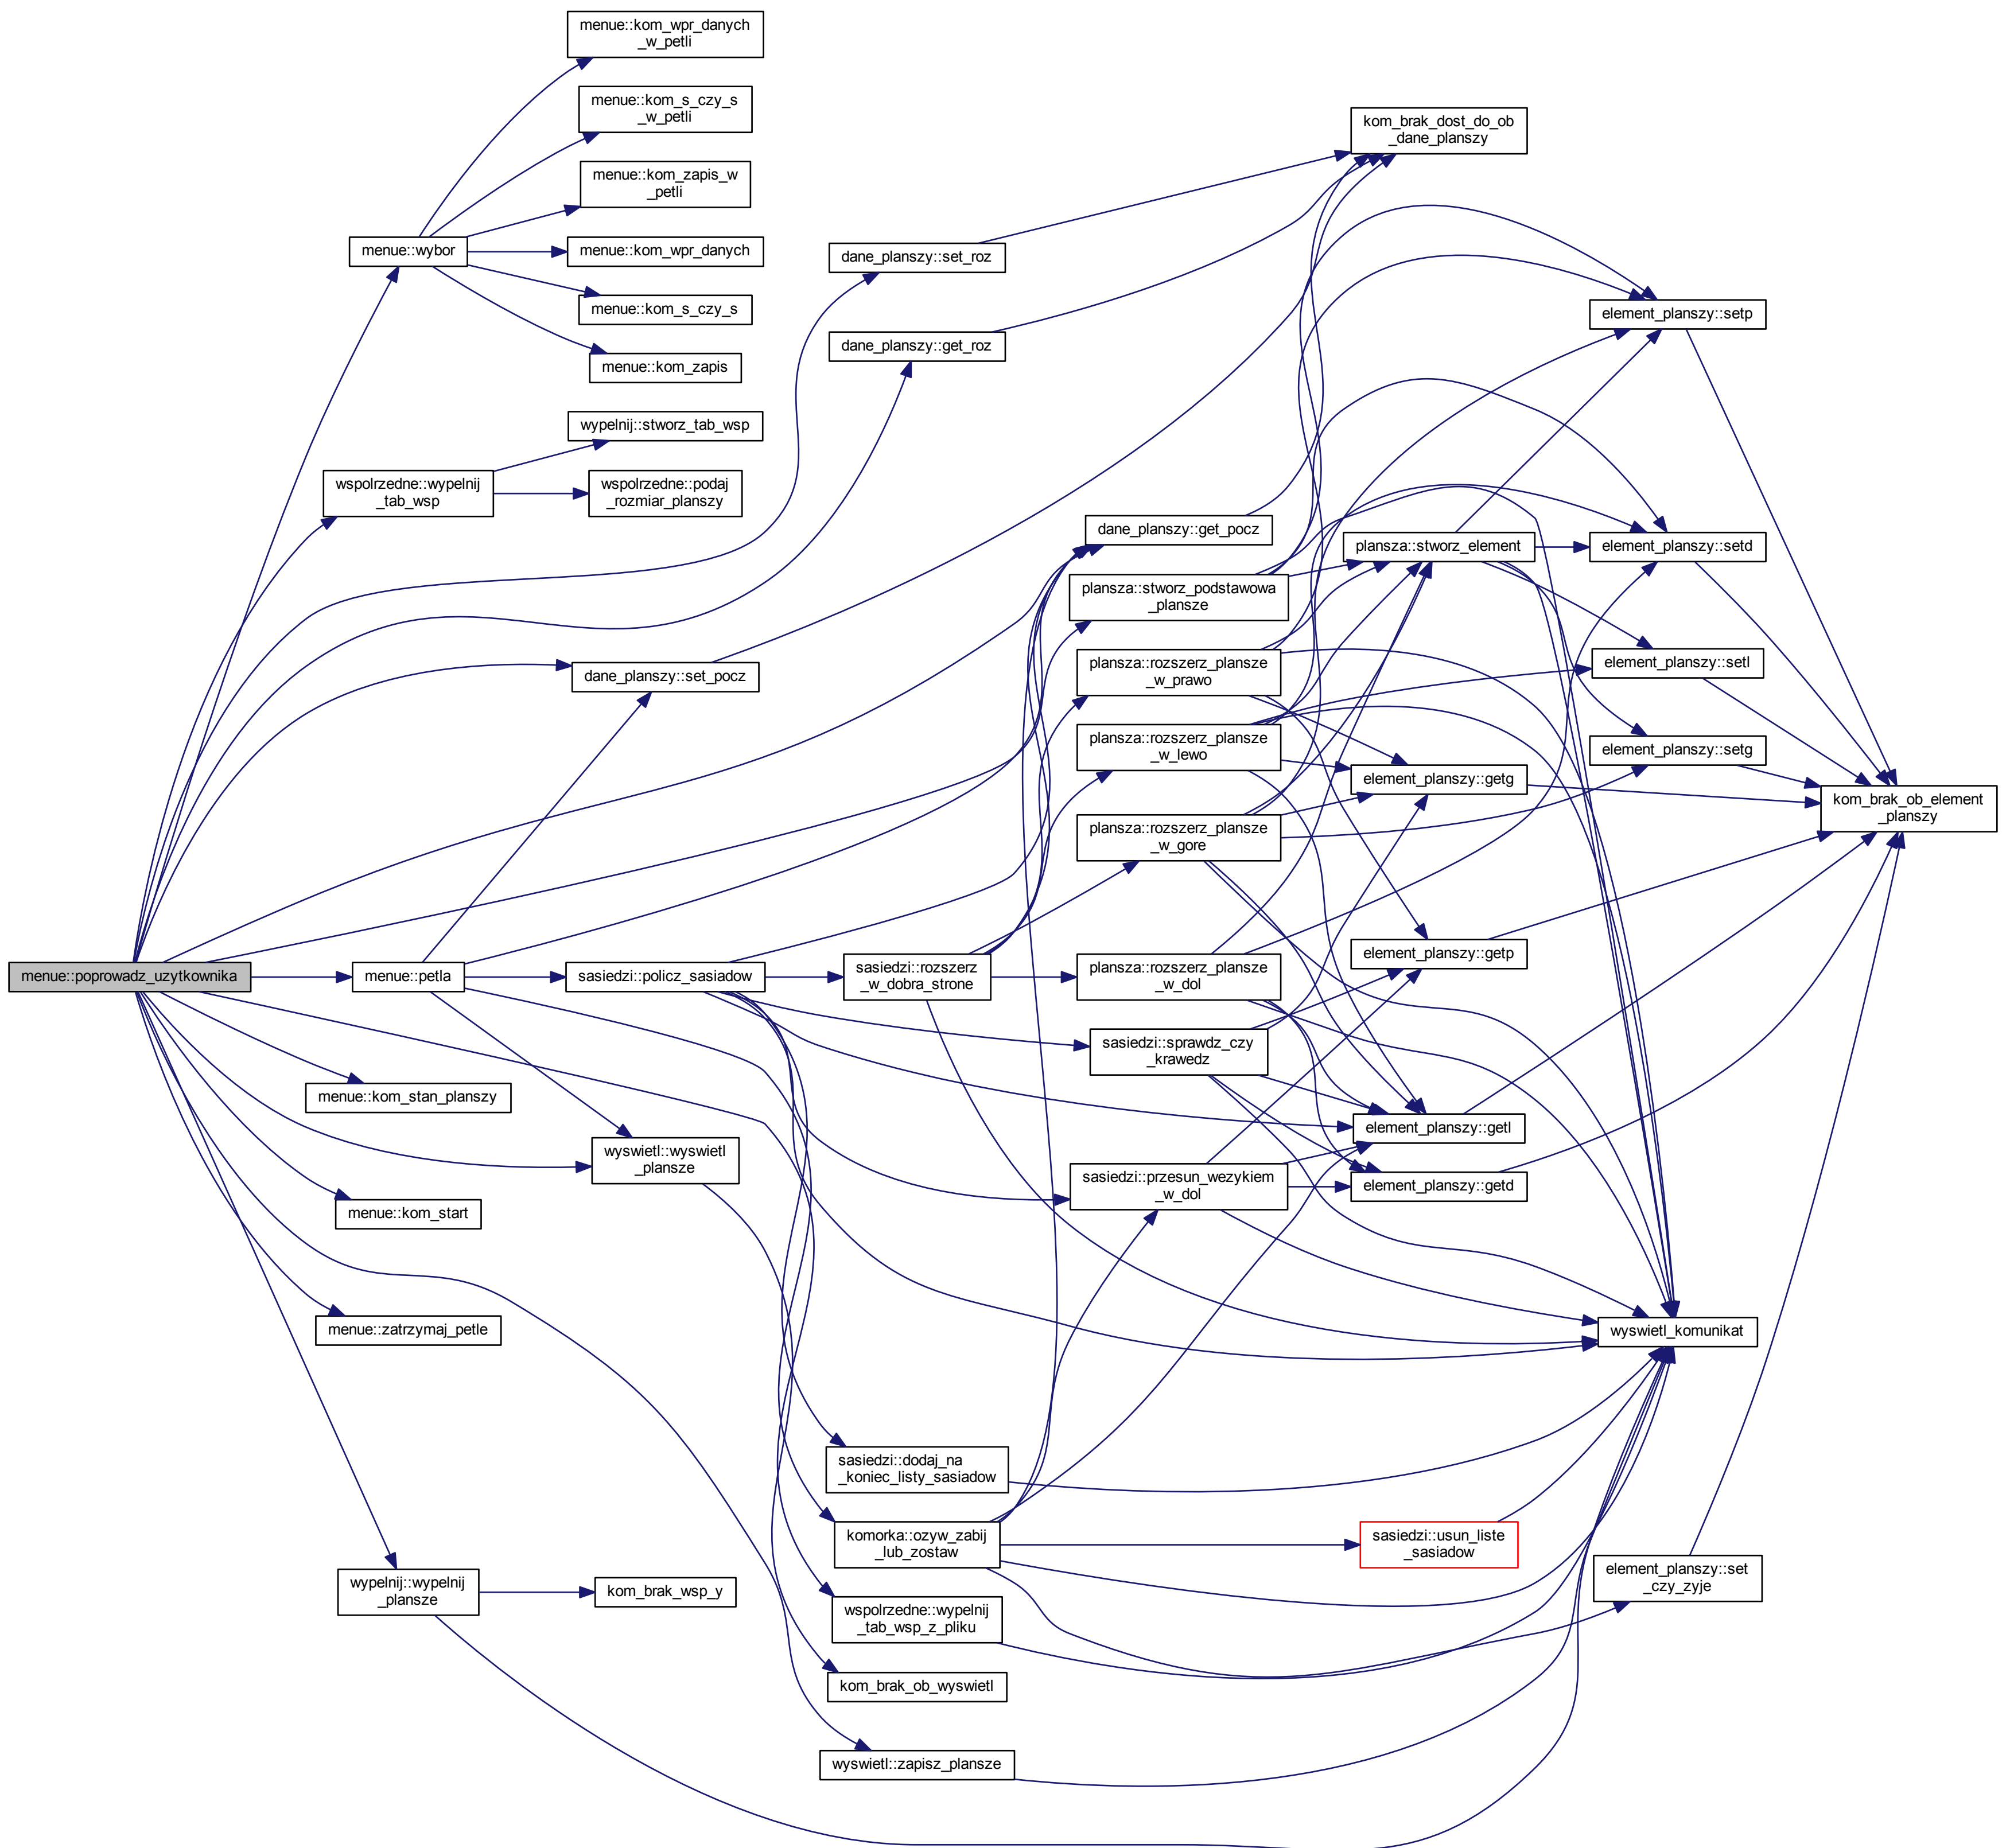 menue::kom_wpr_danych
_w_petli
menue::kom_s_czy_s
_w_petli
menue::kom_zapis_w
_petli
menue::wybor
menue::kom_wpr_danych
menue::kom_s_czy_s
menue::kom_zapis
wypelnij::stworz_tab_wsp
wspolrzedne::wypelnij
_tab_wsp
wspolrzedne::podaj
_rozmiar_planszy
dane_planszy::set_pocz
menue::poprowadz_uzytkownika
menue::petla
sasiedzi::policz_sasiadow
menue::kom_stan_planszy
wyswietl::wyswietl
_plansze
menue::kom_start
menue::zatrzymaj_petle
wypelnij::wypelnij
_plansze
kom_brak_wsp_y
dane_planszy::set_roz
dane_planszy::get_roz
sasiedzi::rozszerz
_w_dobra_strone
sasiedzi::dodaj_na
_koniec_listy_sasiadow
komorka::ozyw_zabij
_lub_zostaw
wspolrzedne::wypelnij
_tab_wsp_z_pliku
kom_brak_ob_wyswietl
wyswietl::zapisz_plansze
dane_planszy::get_pocz
plansza::stworz_podstawowa
_plansze
plansza::rozszerz_plansze
_w_prawo
plansza::rozszerz_plansze
_w_lewo
plansza::rozszerz_plansze
_w_gore
plansza::rozszerz_plansze
_w_dol
sasiedzi::sprawdz_czy
_krawedz
sasiedzi::przesun_wezykiem
_w_dol
kom_brak_dost_do_ob
_dane_planszy
plansza::stworz_element
element_planszy::getg
element_planszy::getp
element_planszy::getl
element_planszy::getd
sasiedzi::usun_liste
_sasiadow
element_planszy::setp
element_planszy::setd
element_planszy::setl
element_planszy::setg
wyswietl_komunikat
element_planszy::set
_czy_zyje
kom_brak_ob_element
_planszy